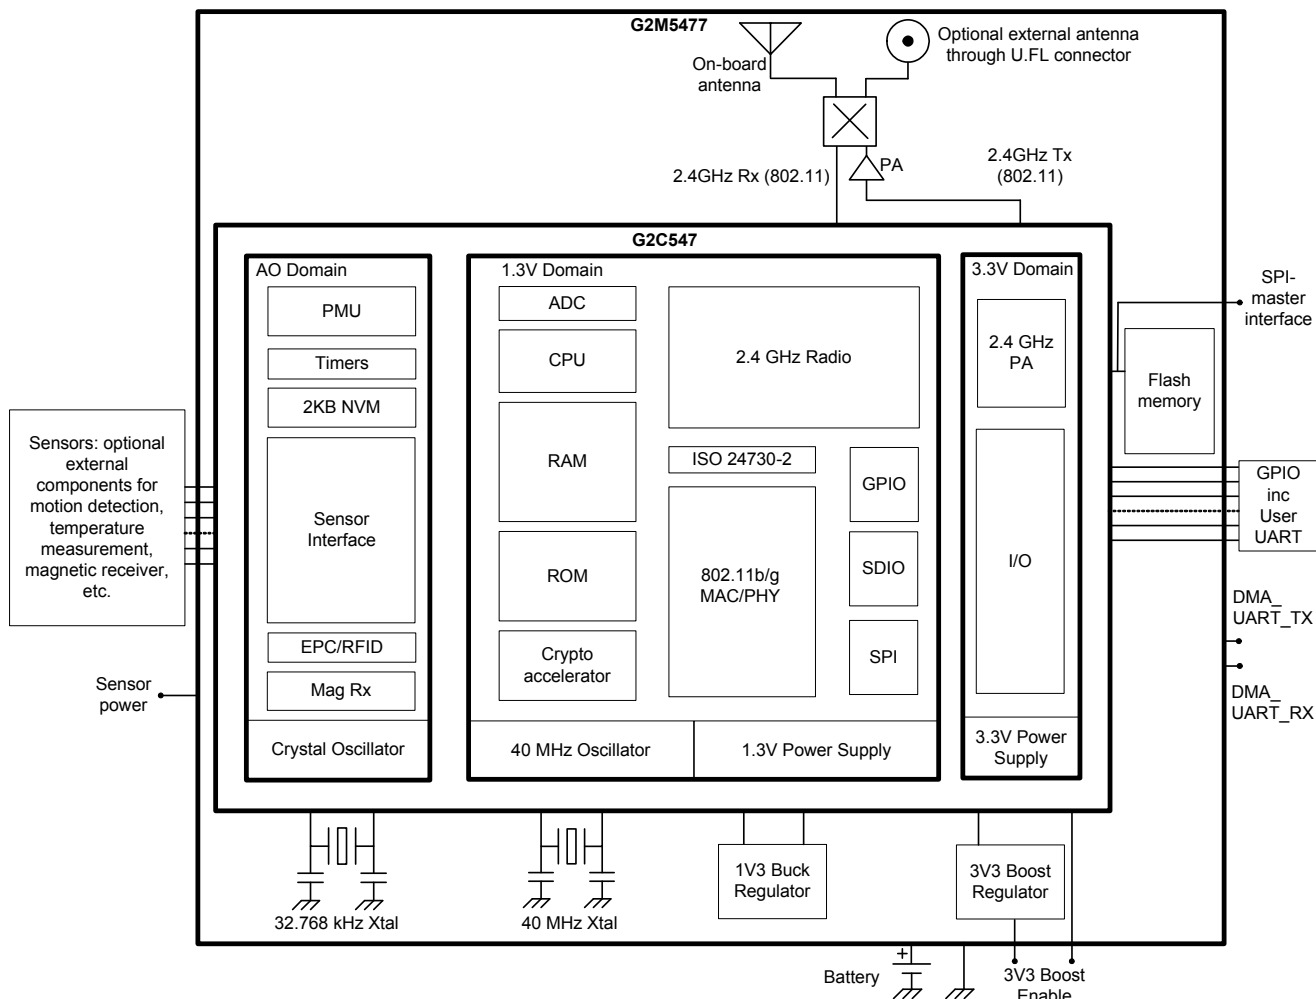 G2M5477
On-board
antenna
Optional external antenna
through U.FL connector
2.4GHz Rx (802.11)
PA
2.4GHz Tx
(802.11)
G2C547
AO Domain
PMU
Timers
2KB NVM
Sensor
Interface
EPC/RFID
Mag Rx
Crystal Oscillator
1.3V Domain
ADC
CPU
RAM
ROM
Crypto
accelerator
2.4 GHz Radio
ISO 24730-2
802.11b/g
MAC/PHY
GPIO
SDIO
SPI
40 MHz Oscillator
1.3V Power Supply
3.3V Domain
2.4 GHz
PA
I/O
3.3V Power
Supply
SPI-
master
interface
Flash
memory
GPIO
inc
User
UART
DMA_
UART_TX
DMA_
UART_RX
Sensors: optional
external
components for
motion detection,
temperature
measurement,
magnetic receiver,
etc.
Sensor
power
32.768 kHz Xtal
40 MHz Xtal
1V3 Buck
Regulator
3V3 Boost
Regulator
Battery
+
3V3 Boost
Enable